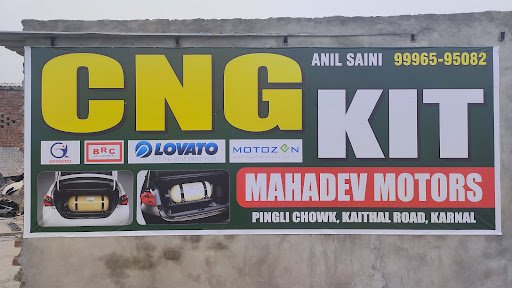 ANIL SAINI 99965-95082
CNG
KIT
BRC
LOVATO
MOTOZEN
MAHADEV MOTORS
PINGLI CHOWK, KAITHAL ROAD, KARNAL